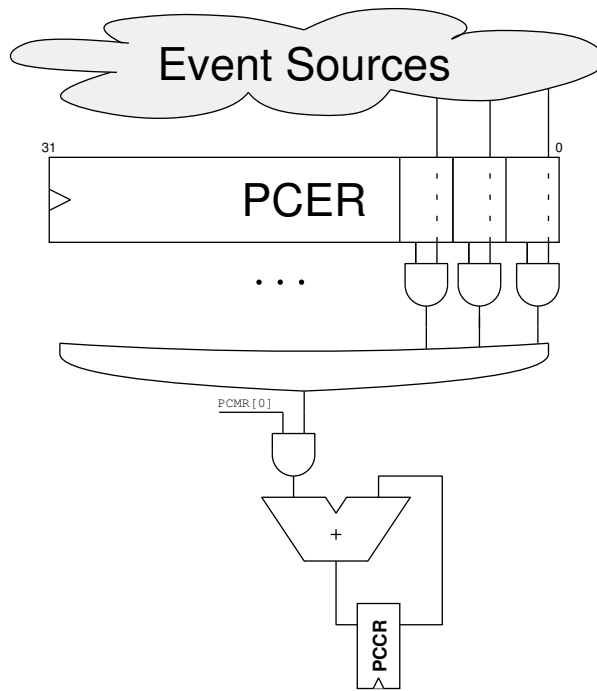 Event Sources
31 0
PCER
. . .
PCMR[0]
+
PCCR